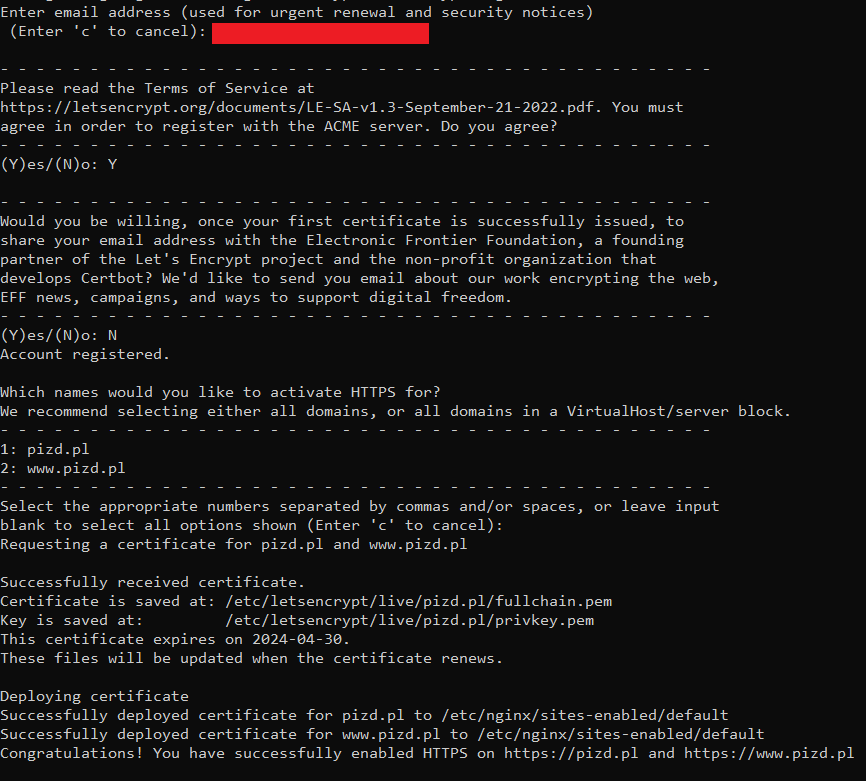 Enter email address (used for urgent renewal and security notices)
(Enter 'c' to cancel):
- - - - - - - - - - - - - - - - - - - - - - - - - - - - - - - - - - - - - - - -
Please read the Terms of Service at
https://letsencrypt.org/documents/LE-SA-v1.3-September-21-2022.pdf. You must
agree in order to register with the ACME server. Do you agree?
- - - - - - - - - - - - - - - - - - - - - - - - - - - - - - - - - - - - - - - -
(Y)es/(N)o: Y
- - - - - - - - - - - - - - - - - - - - - - - - - - - - - - - - - - - - - - - -
Would you be willing, once your first certificate is successfully issued, to
share your email address with the Electronic Frontier Foundation, a founding
partner of the Let's Encrypt project and the non-profit organization that
develops Certbot? We'd like to send you email about our work encrypting the web,
EFF news, campaigns, and ways to support digital freedom.
- - - - - - - - - - - - - - - - - - - - - - - - - - - - - - - - - - - - - - - -
(Y)es/(N)o: N
Account registered.
Which names would you like to activate HTTPS for?
We recommend selecting either all domains, or all domains in a VirtualHost/server block.
- - - - - - - - - - - - - - - - - - - - - - - - - - - - - - - - - - - - - - - -
1: pizd.pl
2: www.pizd.pl
- - - - - - - - - - - - - - - - - - - - - - - - - - - - - - - - - - - - - - - -
Select the appropriate numbers separated by commas and/or spaces, or leave input
blank to select all options shown (Enter 'c' to cancel):
Requesting a certificate for pizd.pl and www.pizd.pl
Successfully received certificate.
Certificate is saved at: /etc/letsencrypt/live/pizd.pl/fullchain.pem
Key is saved at: /etc/letsencrypt/live/pizd.pl/privkey.pem
This certificate expires on 2024-04-30.
These files will be updated when the certificate renews.
Deploying certificate
Successfully deployed certificate for pizd.pl to /etc/nginx/sites-enabled/default
Successfully deployed certificate for www.pizd.pl to /etc/nginx/sites-enabled/default
Congratulations! You have successfully enabled HTTPS on https://pizd.pl and https://www.pizd.pl